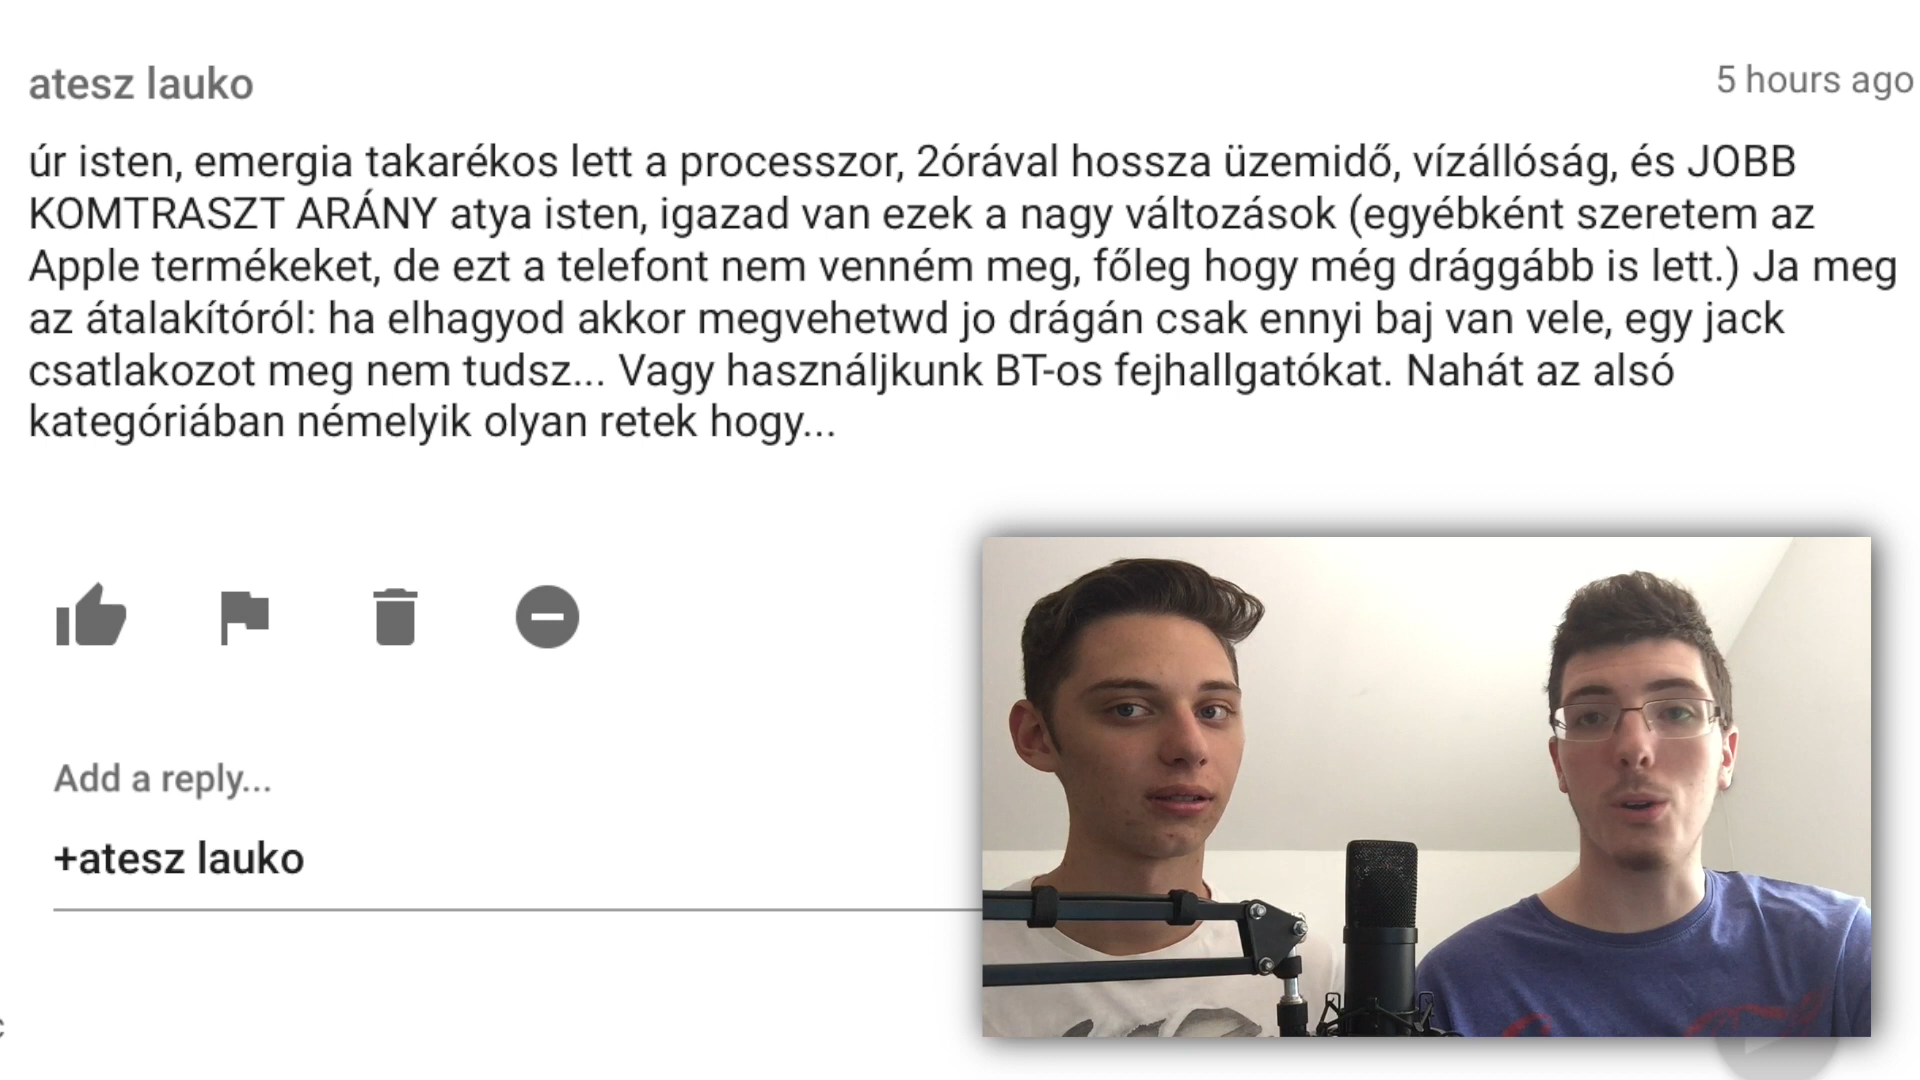 atesz lauko
5 hours ago
úr isten, emergia takarékos lett a processzor, 2órával hossza üzemidő, vízállóság, és JOBB
KOMTRASZT ARÁNY atya isten, igazad van ezek a nagy változások (egyébként szeretem az
Apple termékeket, de ezt a telefont nem venném meg, főleg hogy még drággább is lett.) Ja meg
az átalakítóról: ha elhagyod akkor megvehetwd jo drágán csak ennyi baj van vele, egy jack
csatlakozot meg nem tudsz... Vagy használjkunk BT-os fejhallgatókat. Nahát az alsó
kategóriában némelyik olyan retek hogy...
Add a reply...
+atesz lauko